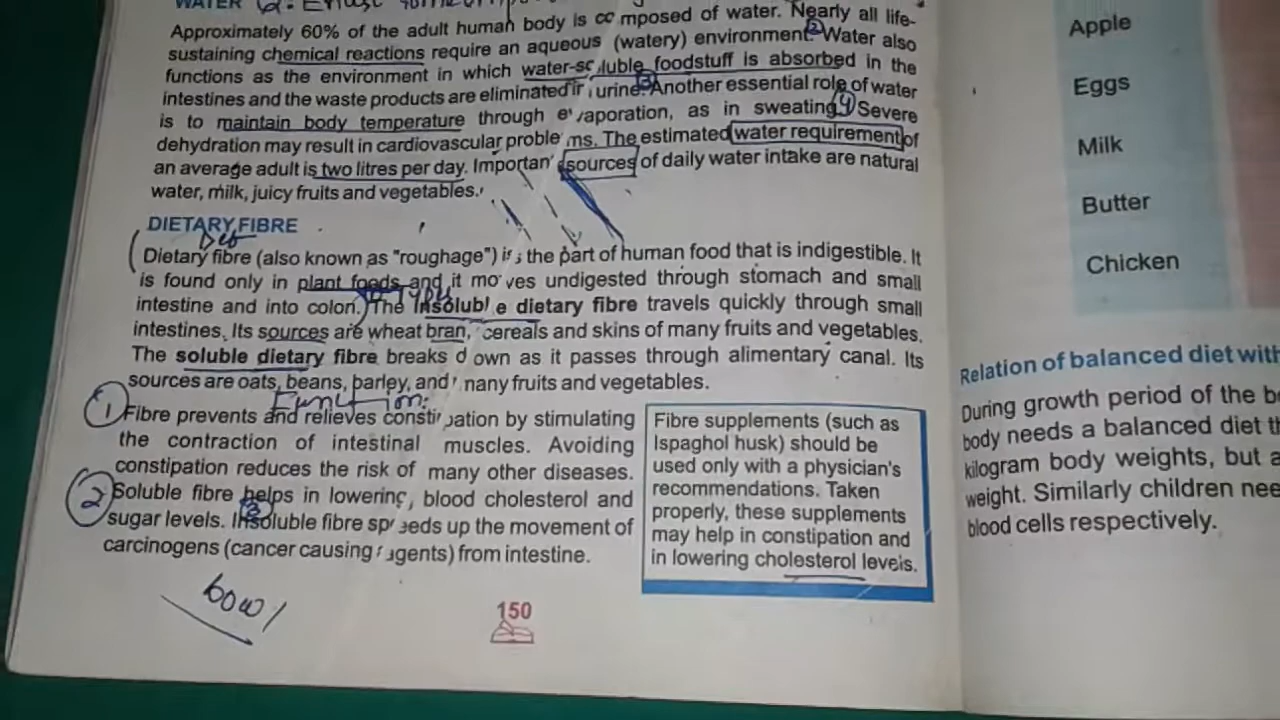 WATER
Approximately 60% of the adult human body is composed of water. Nearly all life-
sustaining chemical reactions require an aqueous (watery) environment. 2 Water also
functions as the environment in which water-soluble foodstuff is absorbed in the
intestines and the waste products are eliminated in urine. 3 Another essential role of water
is to maintain body temperature through evaporation, as in sweating. 4 Severe
dehydration may result in cardiovascular problems. The estimated water requirement of
an average adult is two litres per day. Important sources of daily water intake are natural
water, milk, juicy fruits and vegetables.
DIETARY FIBRE
Def
Dietary fibre (also known as "roughage") is the part of human food that is indigestible. It
is found only in plant foods and it moves undigested through stomach and small
intestine and into colon. The insoluble dietary fibre travels quickly through small
intestines. Its sources are wheat bran, cereals and skins of many fruits and vegetables.
The soluble dietary fibre breaks down as it passes through alimentary canal. Its
sources are oats, beans, barley, and many fruits and vegetables.
Function:
1 Fibre prevents and relieves constipation by stimulating
the contraction of intestinal muscles. Avoiding
constipation reduces the risk of many other diseases.
2 Soluble fibre helps in lowering blood cholesterol and
3
sugar levels. Insoluble fibre speeds up the movement of
carcinogens (cancer causing agents) from intestine.
Fibre supplements (such as
Ispaghol husk) should be
used only with a physician's
recommendations. Taken
properly, these supplements
may help in constipation and
in lowering cholesterol levels.
bowl
150
Apple
Eggs
Milk
Butter
Chicken
Relation of balanced diet with
During growth period of the
body needs a balanced diet
kilogram body weights, but
weight. Similarly children
blood cells respectively.